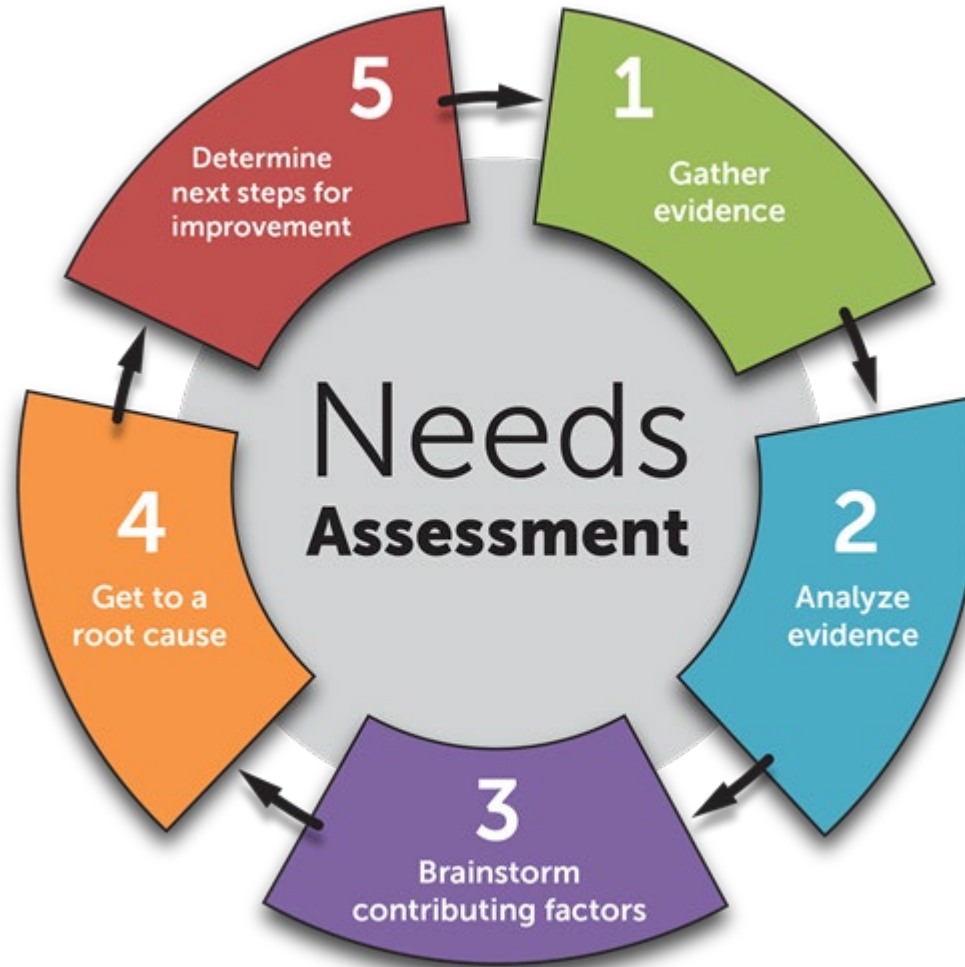 Needs
Assessment
1
Gather
evidence
2
Analyze
evidence
3
Brainstorm
contributing factors
4
Get to a
root cause
5
Determine
next steps for
improvement